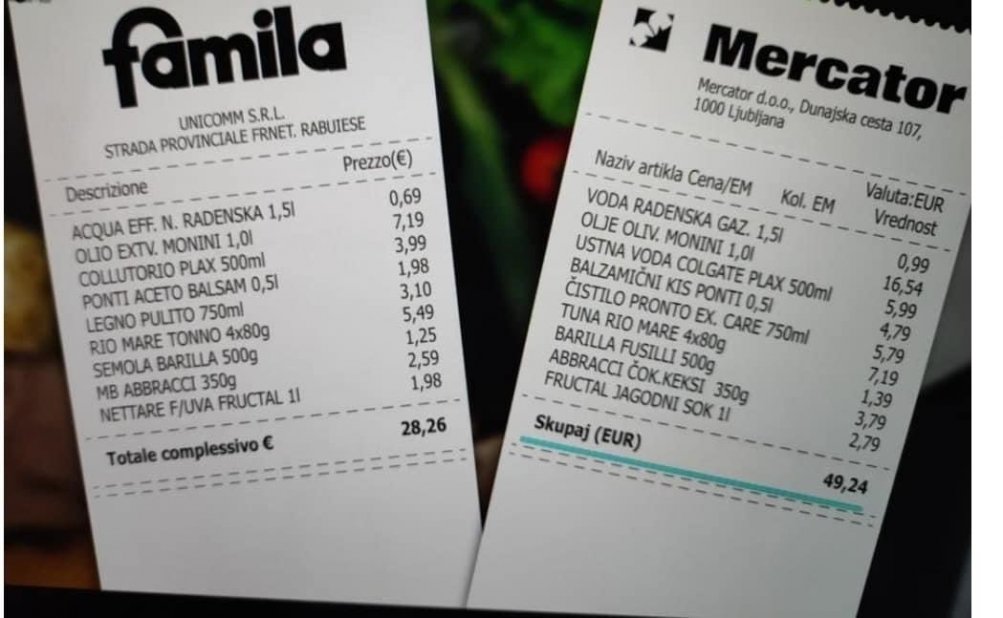 famila
UNICOMM S.R.L.
STRADA PROVINCIALE FRNET. RABUIESE
Descrizione Prezzo(€)
ACQUA EFF. N. RADENSKA 1,5l 0,69
OLIO EXTV. MONINI 1,0l 7,19
COLLUTORIO PLAX 500ml 3,99
PONTI ACETO BALSAM 0,5l 1,98
LEGNO PULITO 750ml 3,10
RIO MARE TONNO 4x80g 5,49
SEMOLA BARILLA 500g 1,25
MB ABBRACCI 350g 2,59
NETTARE F/UVA FRUCTAL 1l 1,98
Totale complessivo € 28,26
Mercator
Mercator d.o.o., Dunajska cesta 107,
1000 Ljubljana
Valuta:EUR
Naziv artikla Cena/EM Kol. EM Vrednost
VODA RADENSKA GAZ. 1,5l 0,99
OLJE OLIV. MONINI 1,0l 16,54
USTNA VODA COLGATE PLAX 500ml 5,99
BALZAMIČNI KIS PONTI 0,5l 4,79
ČISTILO PRONTO EX. CARE 750ml 5,79
TUNA RIO MARE 4x80g 7,19
BARILLA FUSILLI 500g 1,39
ABBRACCI ČOK.KEKSI 350g 3,79
FRUCTAL JAGODNI SOK 1l 2,79
Skupaj (EUR) 49,24